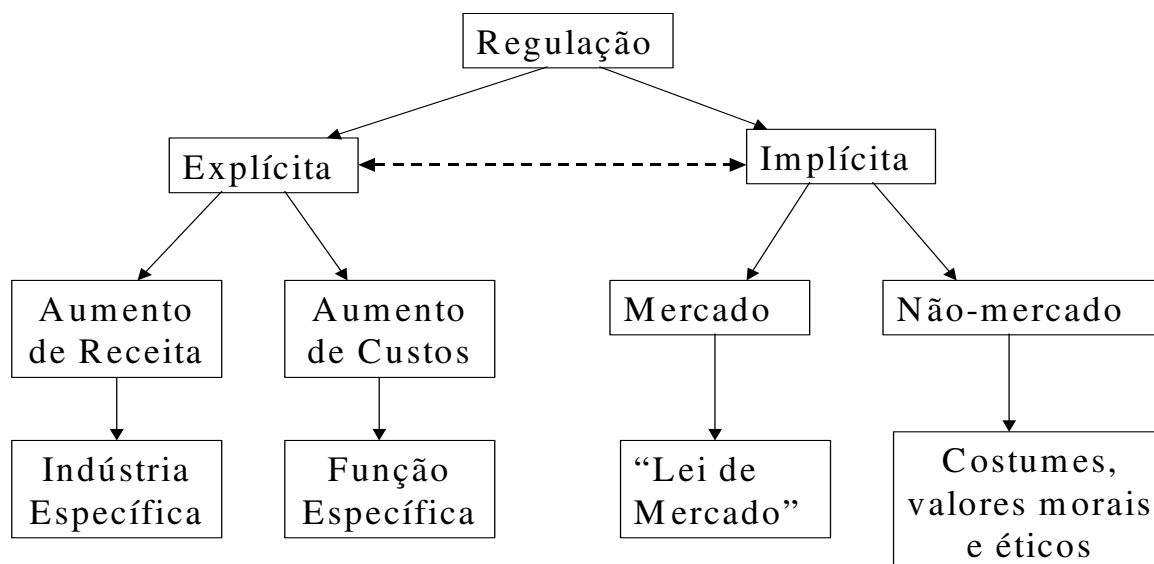 Regulação
Explícita
Implícita
Aumento
de Receita
Aumento
de Custos
Mercado
Não-mercado
Indústria
Específica
Função
Específica
“Lei de
Mercado”
Costumes,
valores morais
e éticos